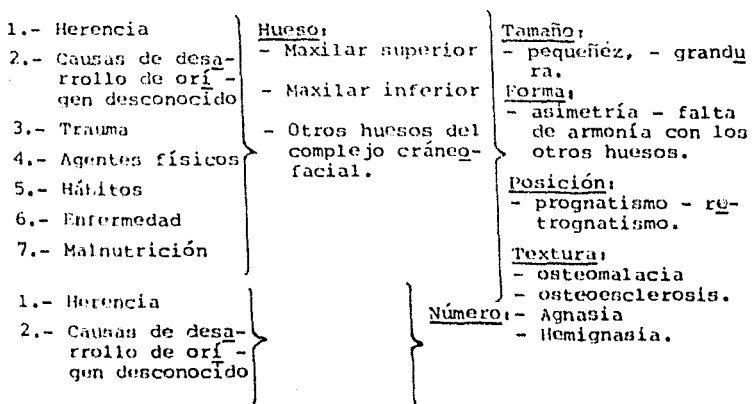 1.- Herencia
2.- Causas de desa-
rrollo de orí -
gen desconocido
3.- Trauma
4.- Agentes físicos
5.- Hábitos
6.- Enfermedad
7.- Malnutrición
Hueso:
- Maxilar superior
- Maxilar inferior
- Otros huesos del
complejo cráneo-
facial.
Tamaño:
- pequeñéz, - grandu
ra.
Forma:
- asimetría - falta
de armonía con los
otros huesos.
Posición:
- prognatismo - re-
trognatismo.
Textura:
- osteomalacia
- osteoesclerosis.
1.- Herencia
2.- Causas de desa-
rrollo de orí -
gen desconocido
Número:- Agnasia
- Hemignasia.